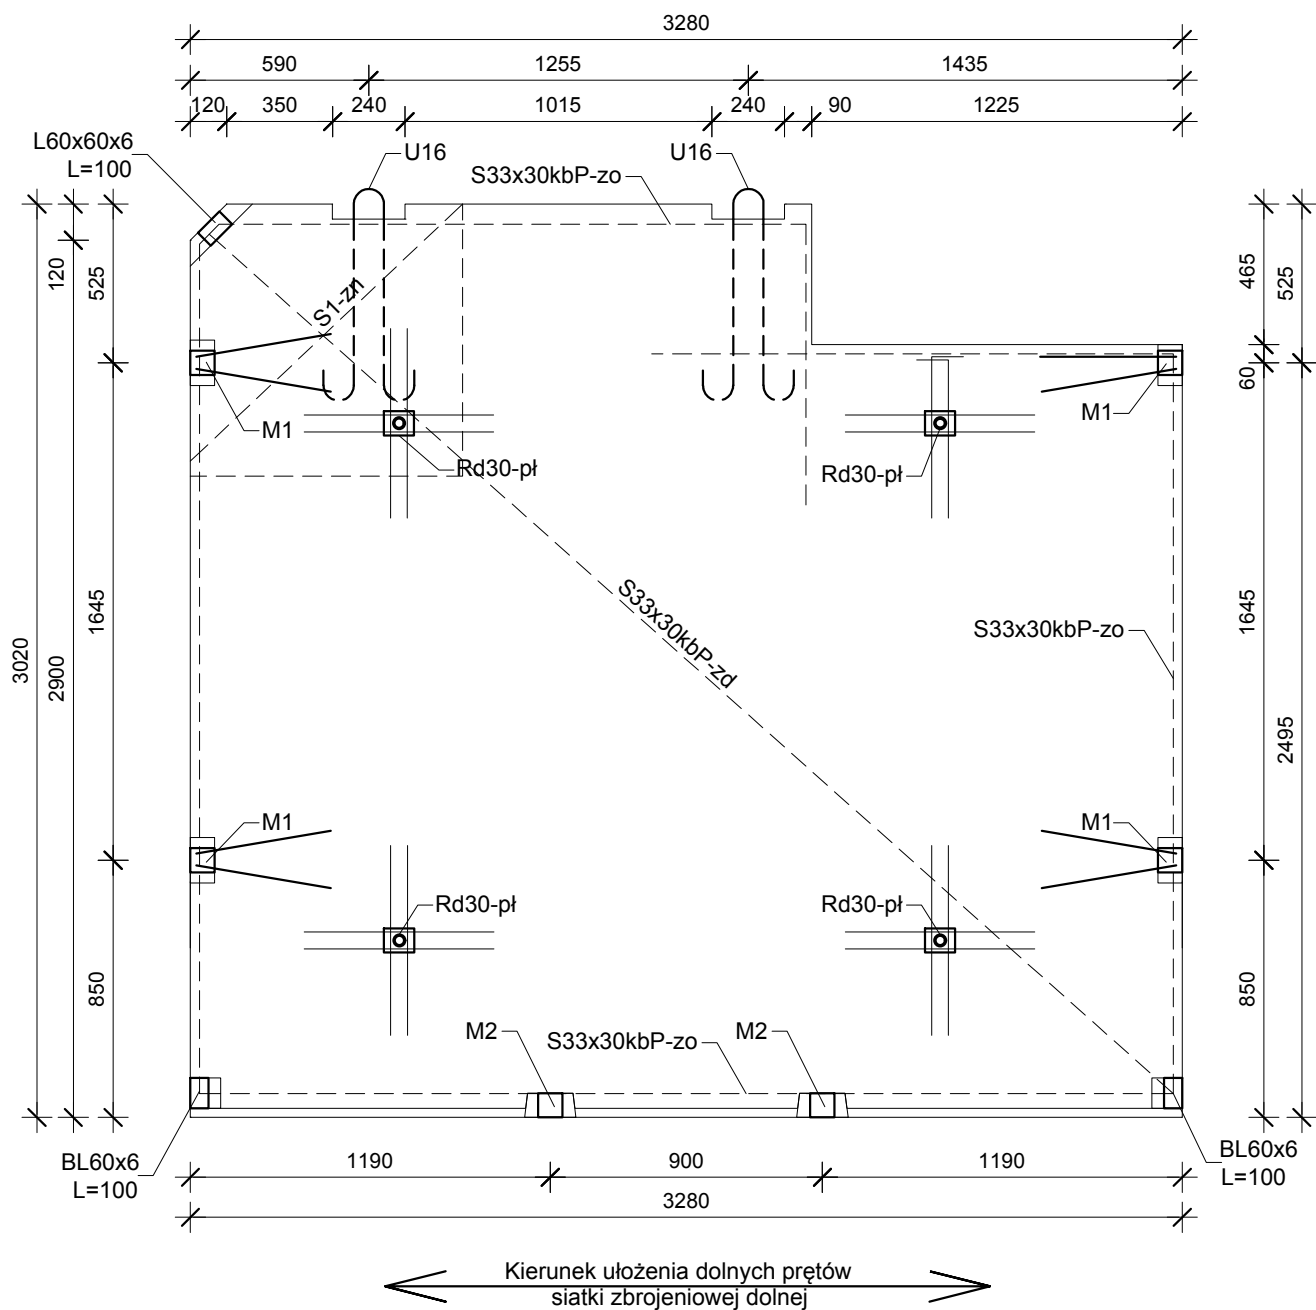 3280
590 1255 1435
120 350 240 1015 240 90 1225
L60x60x6
L=100
U16
U16
S33x30kbP-zo
120
525
465
525
S1-zn
60
M1
M1
Rd30-pł
Rd30-pł
S33x30kbP-zd
1645
1645
3020
2900
2495
S33x30kbP-zo
M1
M1
Rd30-pł
Rd30-pł
850
850
M2
S33x30kbP-zo
M2
BL60x6
L=100
BL60x6
L=100
1190 900 1190
3280
Kierunek ułożenia dolnych prętów
siatki zbrojeniowej dolnej